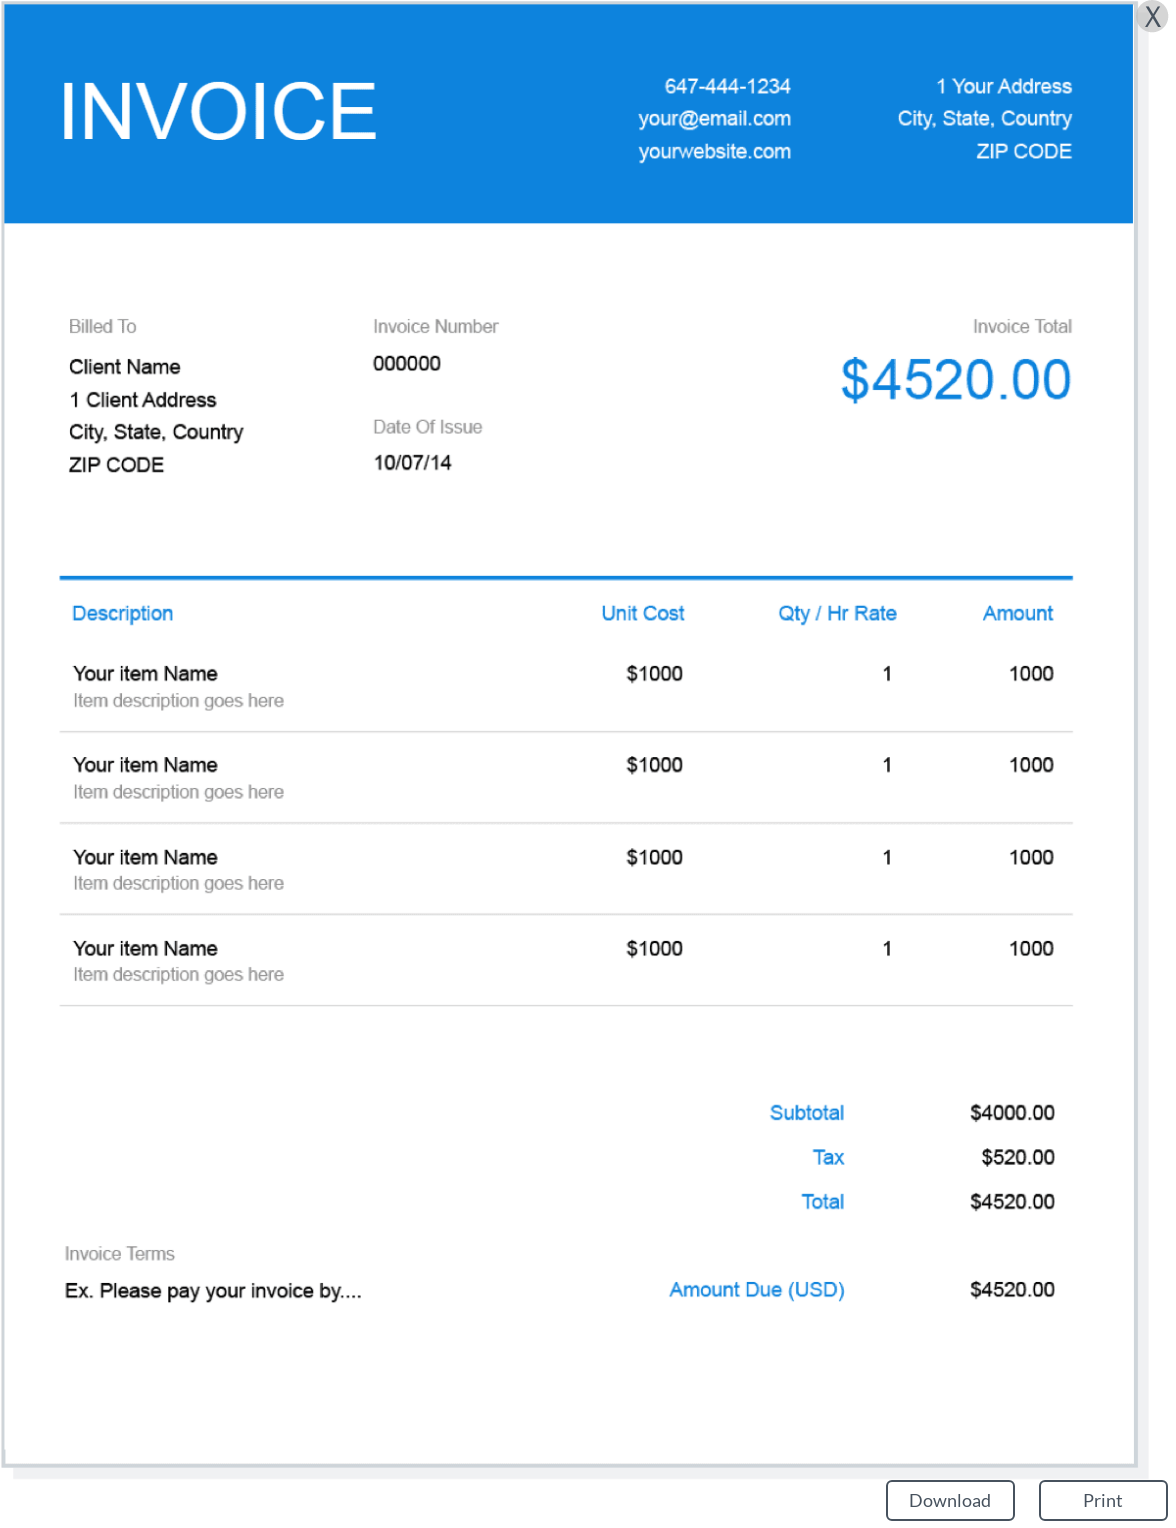 X
INVOICE
647-444-1234
your@email.com
yourwebsite.com
1 Your Address
City, State, Country
ZIP CODE
Billed To
Client Name
1 Client Address
City, State, Country
ZIP CODE
Invoice Number
000000
Date Of Issue
10/07/14
Invoice Total
$4520.00
Description Unit Cost Qty / Hr Rate Amount
Your item Name $1000 1 1000
Item description goes here
Your item Name $1000 1 1000
Item description goes here
Your item Name $1000 1 1000
Item description goes here
Your item Name $1000 1 1000
Item description goes here
Subtotal $4000.00
Tax $520.00
Total $4520.00
Invoice Terms
Ex. Please pay your invoice by....
Amount Due (USD) $4520.00
Download Print